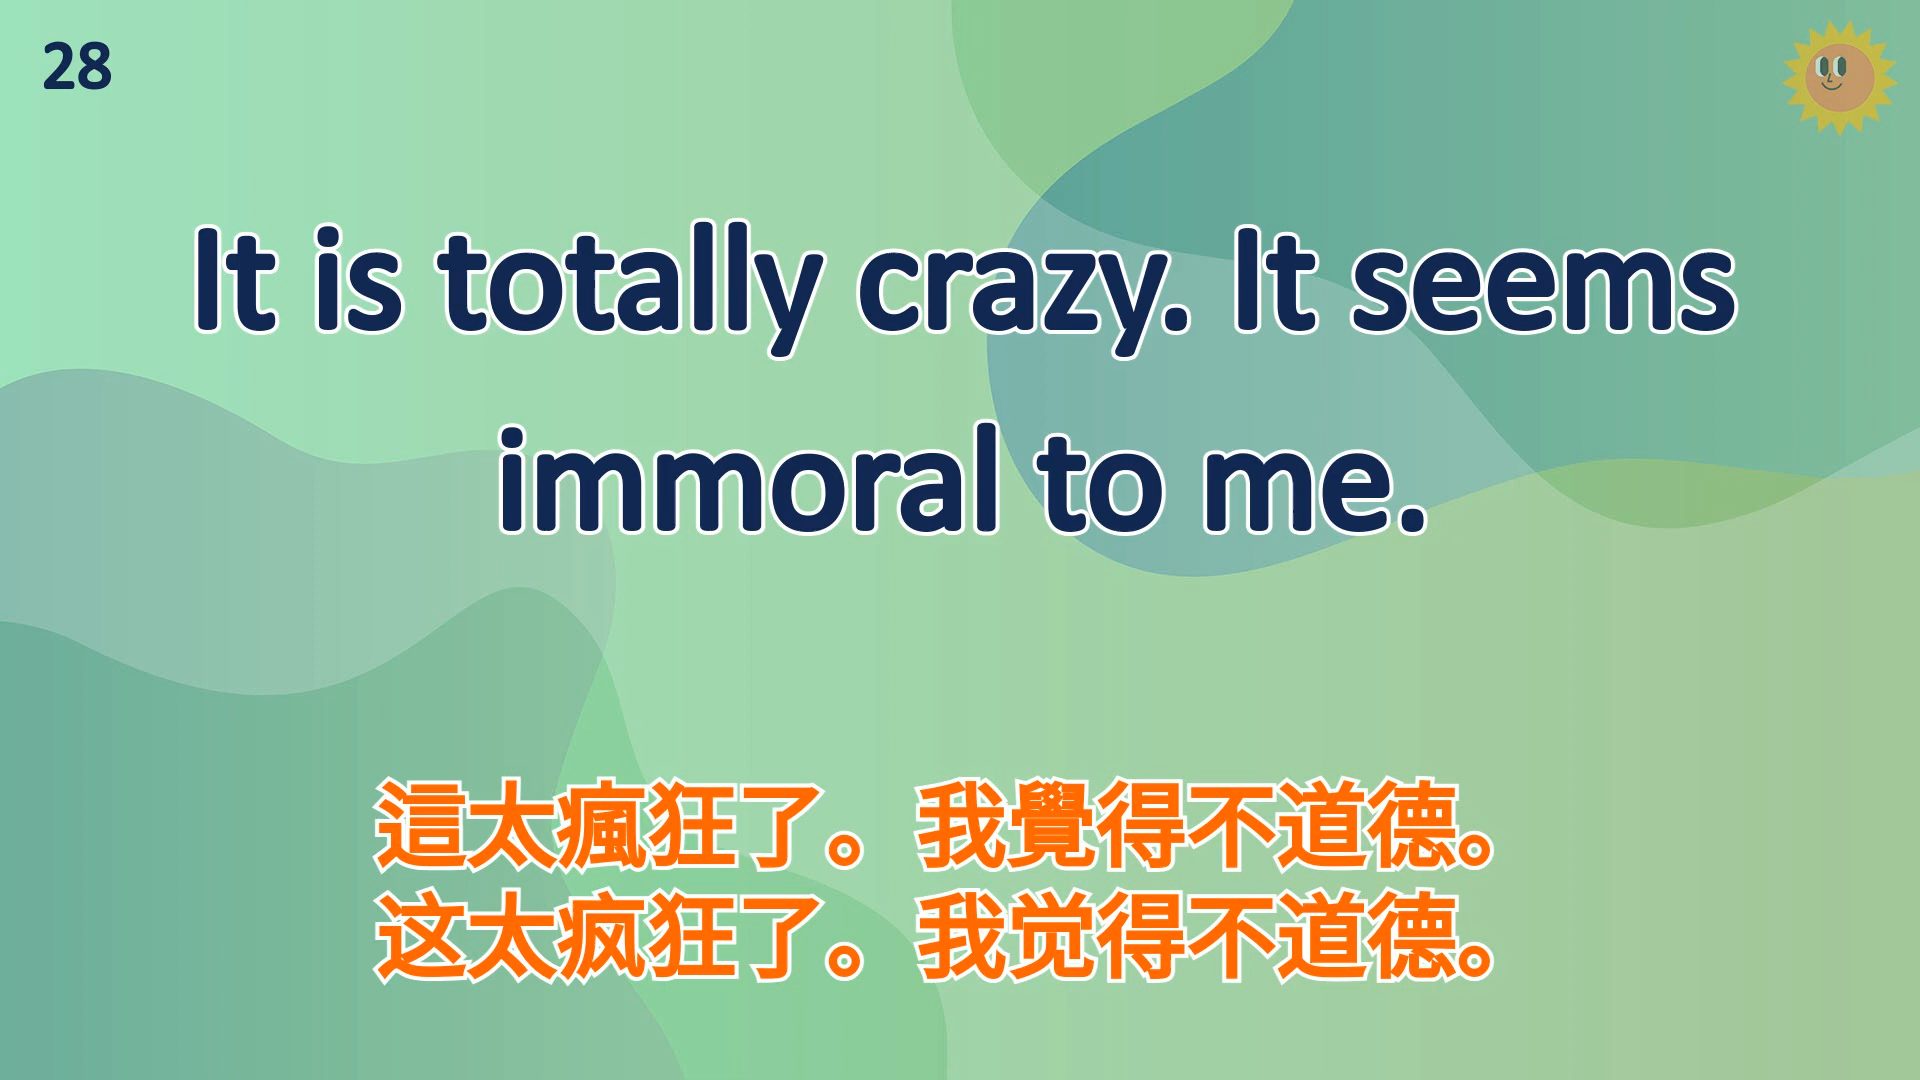 28
It is totally crazy. It seems
immoral to me.
這太瘋狂了。我覺得不道德。
这太疯狂了。我觉得不道德。